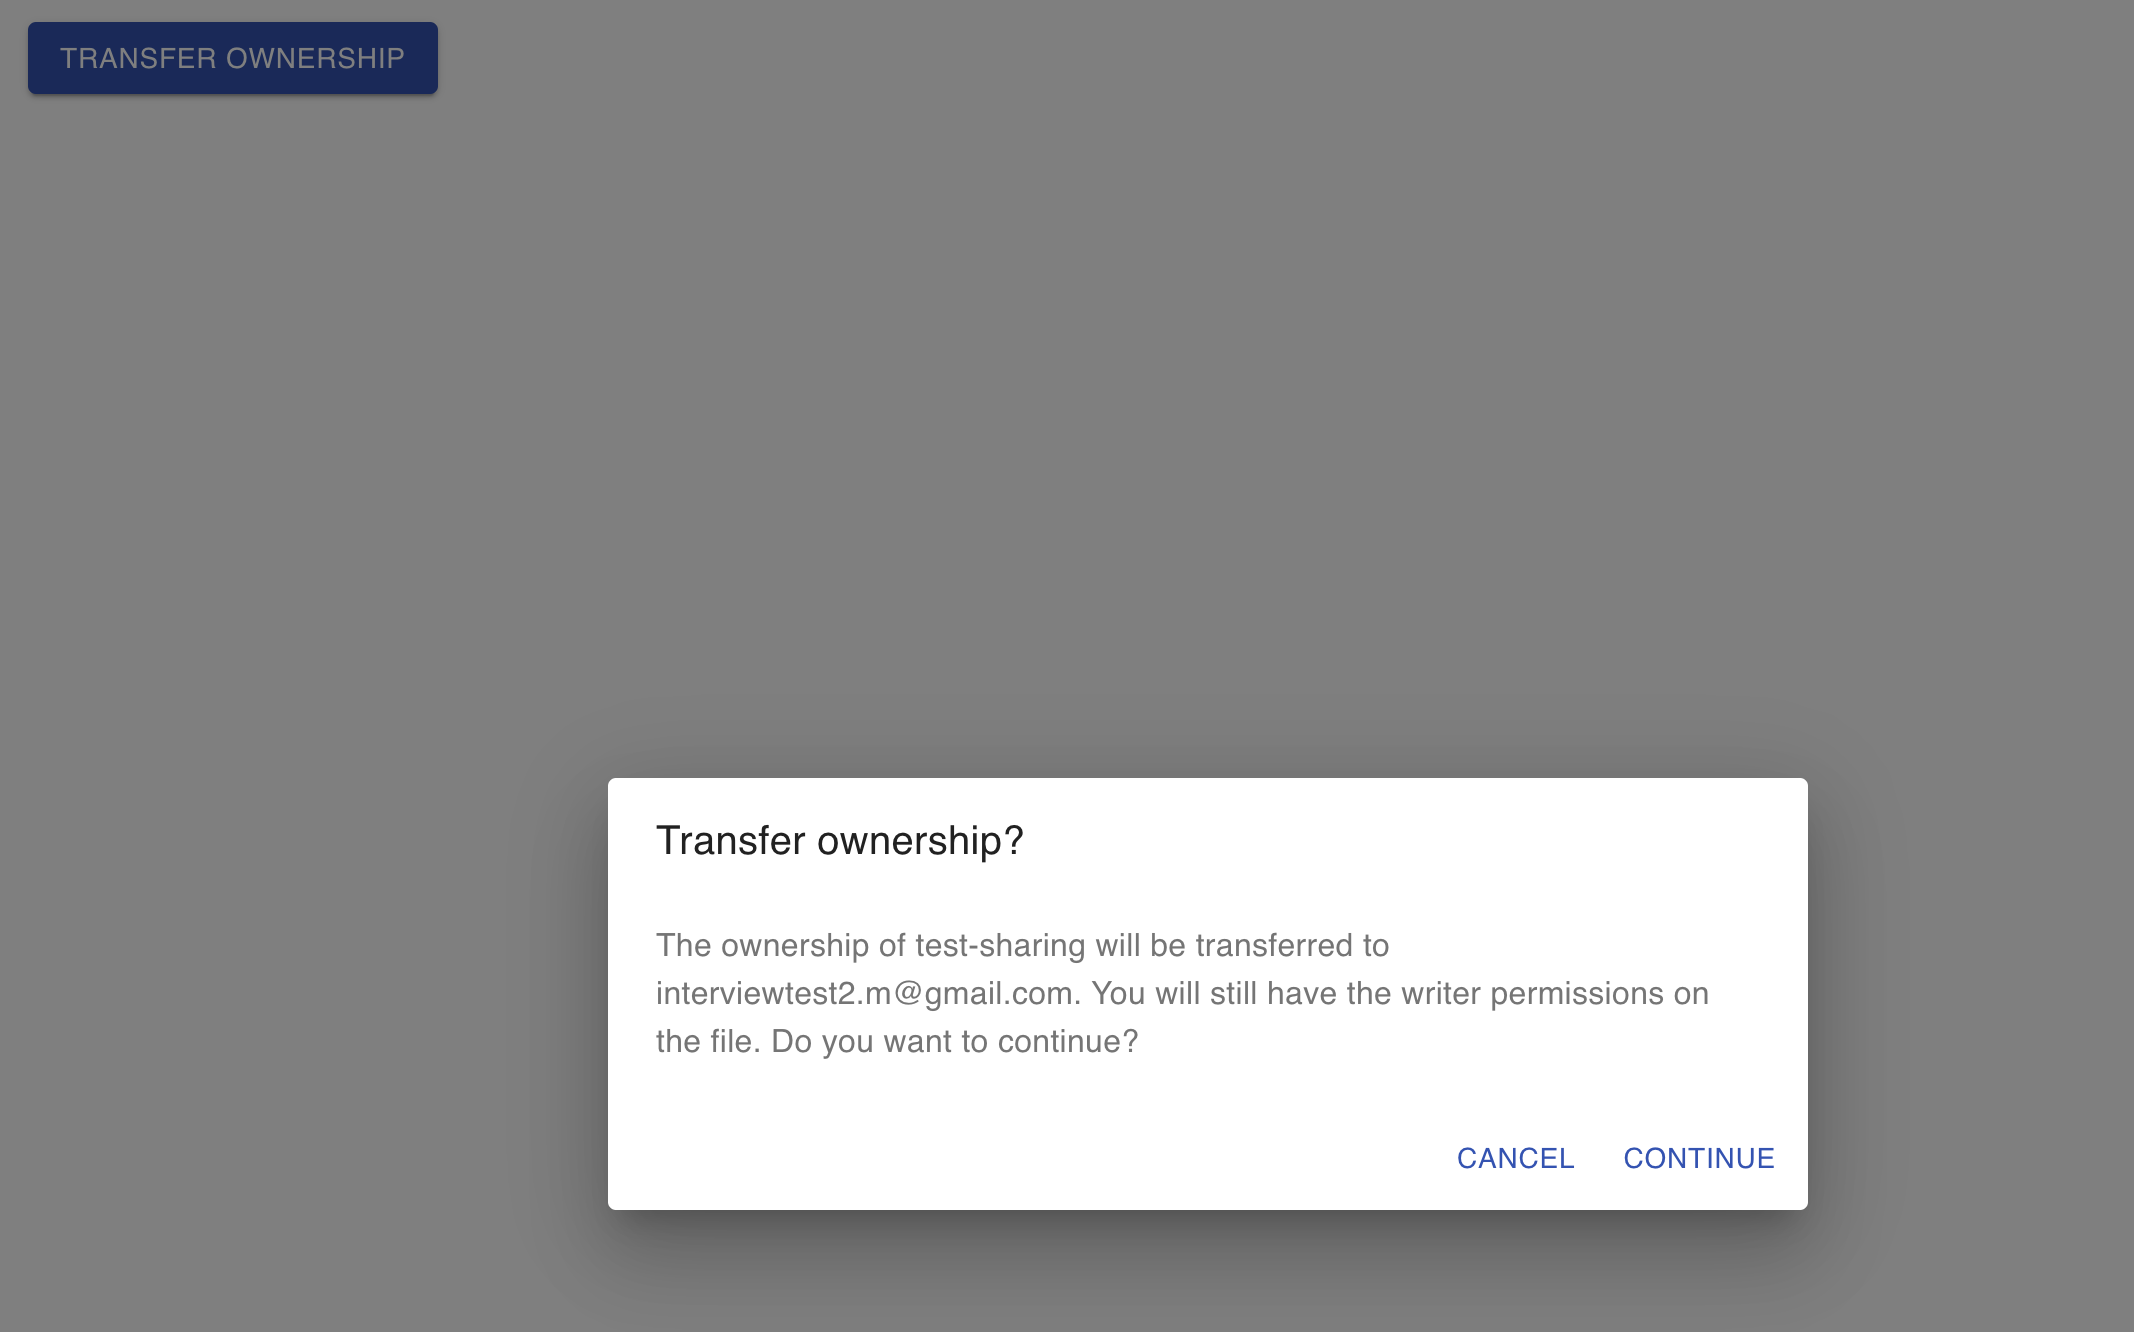 TRANSFER OWNERSHIP
Transfer ownership?
The ownership of test-sharing will be transferred to
interviewtest2.m@gmail.com. You will still have the writer permissions on
the file. Do you want to continue?
CANCEL CONTINUE